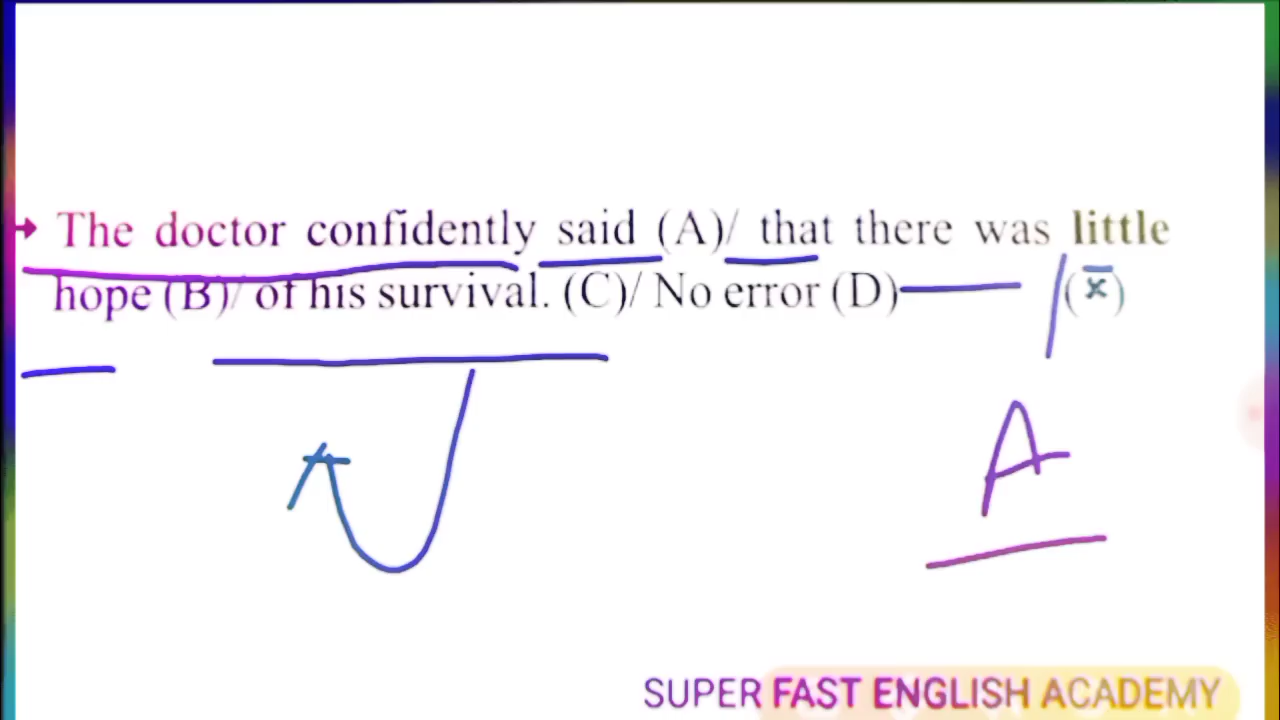 The doctor confidently said (A)/ that there was little
hope (B)/ of his survival. (C)/ No error (D)
(x)
A
SUPER FAST ENGLISH ACADEMY